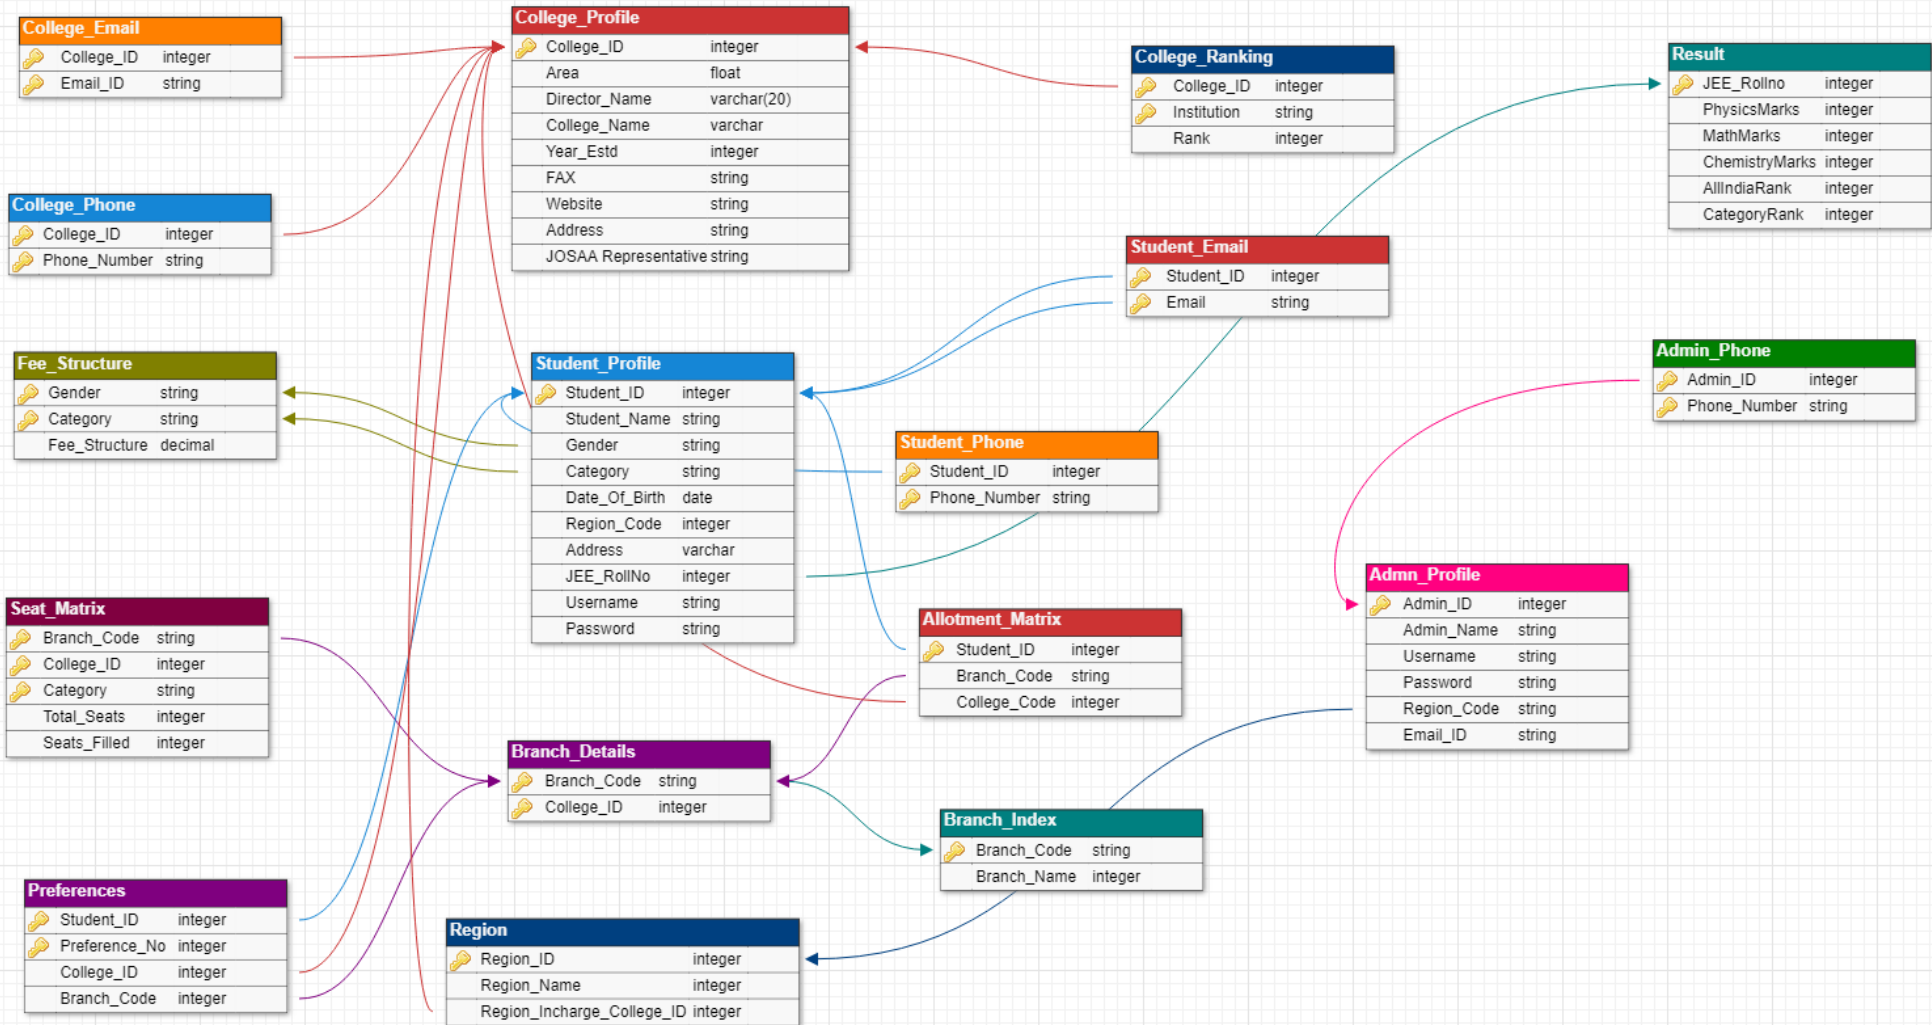 College_Email
College_ID integer
Email_ID string
College_Profile
College_ID integer
Area float
Director_Name varchar(20)
College_Name varchar
Year_Estd integer
FAX string
Website string
Address string
JOSAA Representative string
College_Ranking
College_ID integer
Institution string
Rank integer
Result
JEE_Rollno integer
PhysicsMarks integer
MathMarks integer
ChemistryMarks integer
AllIndiaRank integer
CategoryRank integer
College_Phone
College_ID integer
Phone_Number string
Student_Email
Student_ID integer
Email string
Fee_Structure
Gender string
Category string
Fee_Structure decimal
Student_Profile
Student_ID integer
Student_Name string
Gender string
Category string
Date_Of_Birth date
Region_Code integer
Address varchar
JEE_RollNo integer
Username string
Password string
Student_Phone
Student_ID integer
Phone_Number string
Admin_Phone
Admin_ID integer
Phone_Number string
Seat_Matrix
Branch_Code string
College_ID integer
Category string
Total_Seats integer
Seats_Filled integer
Allotment_Matrix
Student_ID integer
Branch_Code string
College_Code integer
Admn_Profile
Admin_ID integer
Admin_Name string
Username string
Password string
Region_Code string
Email_ID string
Branch_Details
Branch_Code string
College_ID integer
Branch_Index
Branch_Code string
Branch_Name integer
Preferences
Student_ID integer
Preference_No integer
College_ID integer
Branch_Code integer
Region
Region_ID integer
Region_Name integer
Region_Incharge_College_ID integer